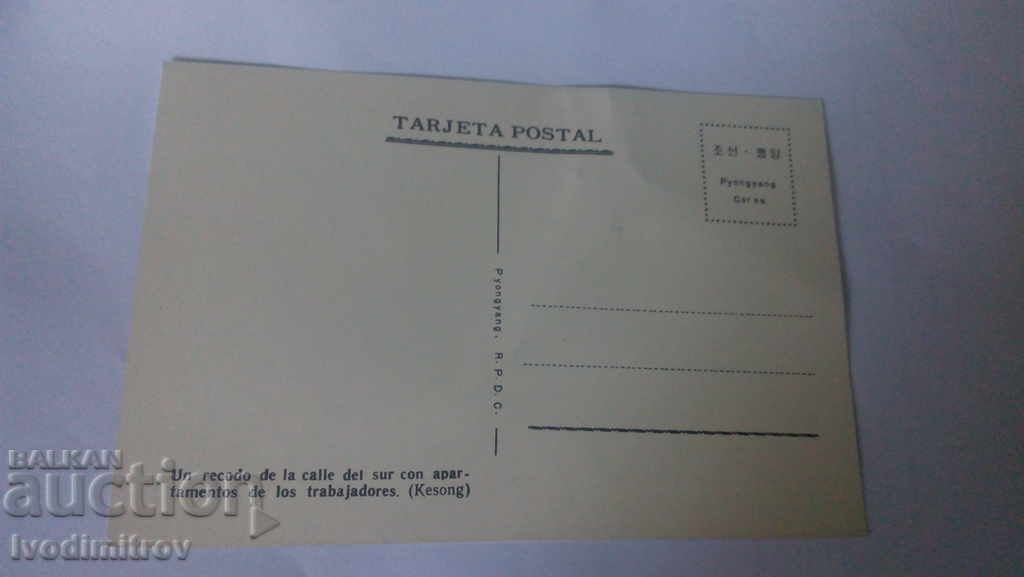 TARJETA POSTAL
조선 · 평양
Pyongyang
Corea
Pyongyang, R.P.D.C.
Un recodo de la calle del sur con apar-
tamentos de los trabajadores. (Kesong)
BALKAN
auction
Ivodimitrov